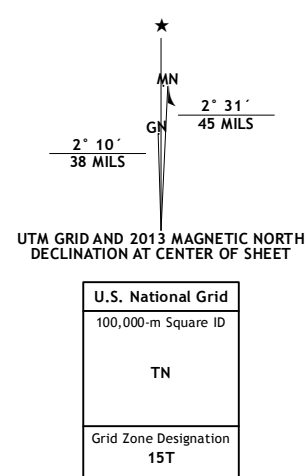 ★
MN
2° 31´
45 MILS
GN
2° 10´
38 MILS
UTM GRID AND 2013 MAGNETIC NORTH
DECLINATION AT CENTER OF SHEET
U.S. National Grid
100,000-m Square ID
TN
Grid Zone Designation
15T